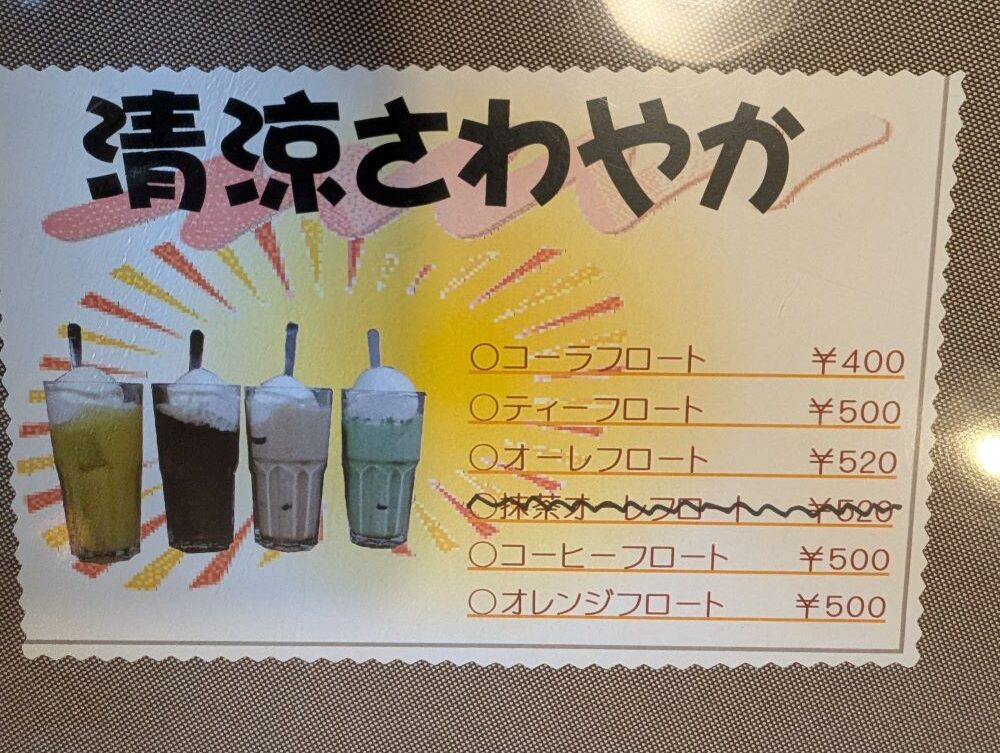 清涼さわやか
○コーラフロート ￥400
○ティーフロート ￥500
○オーレフロート ￥520
○抹茶オーレフロート ￥520
○コーヒーフロート ￥500
○オレンジフロート ￥500